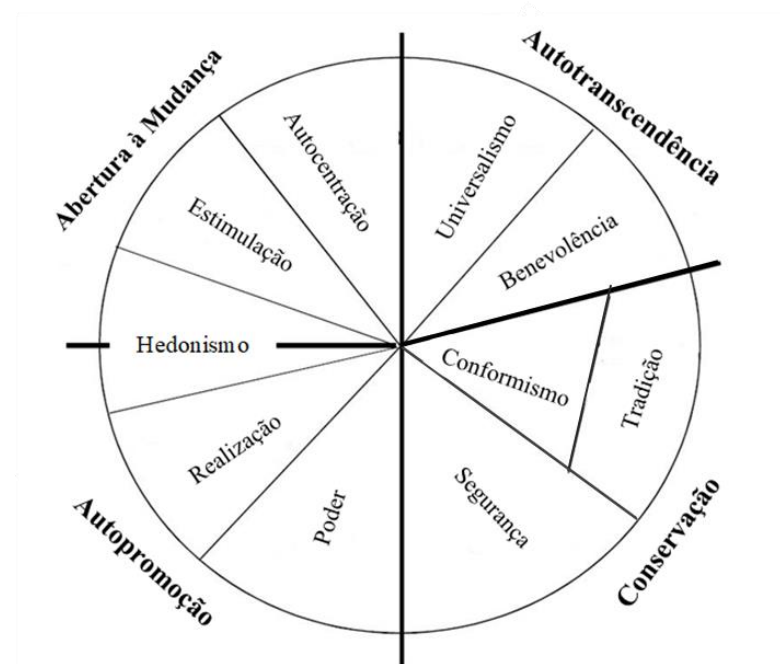 Abertura à Mudança
Autotranscendência
Autocentração
Universalismo
Estimulação
Benevolência
Hedonismo
Conformismo
Tradição
Realização
Poder
Segurança
Autopromoção
Conservação